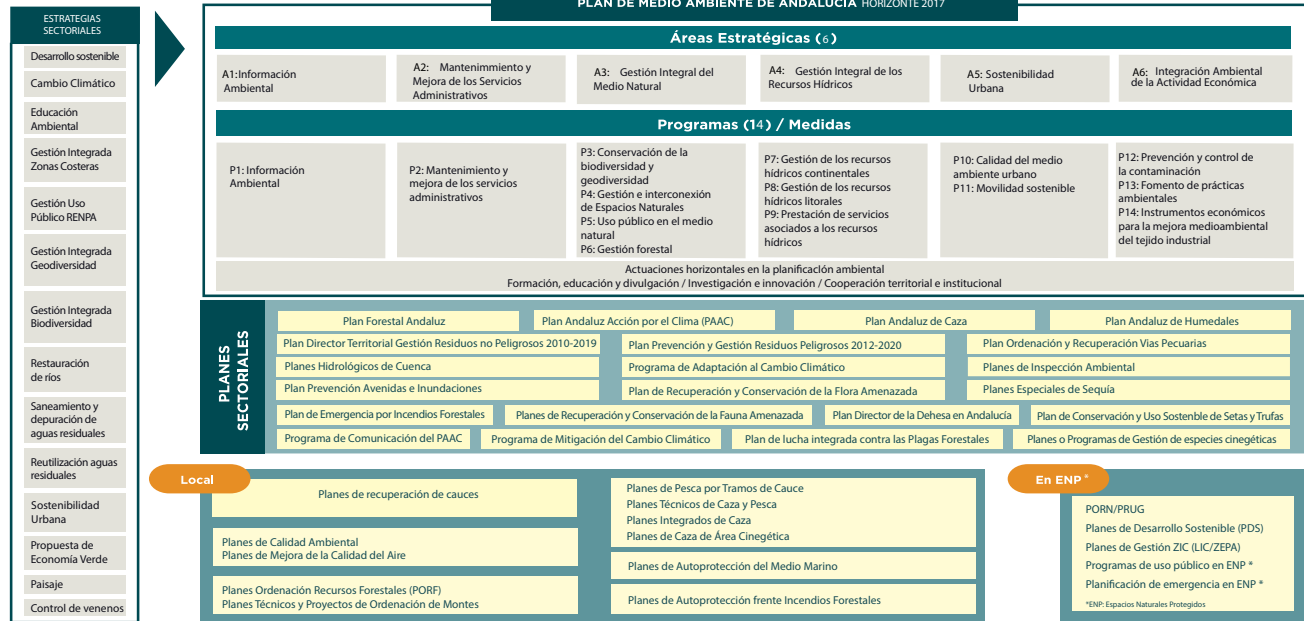 ESTRATEGIAS
SECTORIALES
Desarrollo sostenible
Cambio Climático
Educación
Ambiental
Gestión Integrada
Zonas Costeras
Gestión Uso
Público RENPA
Gestión Integrada
Geodiversidad
Gestión Integrada
Biodiversidad
Restauración
de ríos
Saneamiento y
depuración de
aguas residuales
Reutilización aguas
residuales
Sostenibilidad
Urbana
Propuesta de
Economía Verde
Paisaje
Control de venenos
PLAN DE MEDIO AMBIENTE DE ANDALUCÍA HORIZONTE 2017
Áreas Estratégicas (6)
A1:Información
Ambiental
A2: Mantenimmiento y
Mejora de los Servicios
Administrativos
A3: Gestión Integral del
Medio Natural
A4: Gestión Integral de los
Recursos Hídricos
A5: Sostenibilidad
Urbana
A6: Integración Ambiental
de la Actividad Económica
Programas (14) / Medidas
P1: Información
Ambiental
P2: Mantenimiento y
mejora de los servicios
administrativos
P3: Conservación de la
biodiversidad y
geodiversidad
P4: Gestión e interconexión
de Espacios Naturales
P5: Uso público en el medio
natural
P6: Gestión forestal
P7: Gestión de los recursos
hídricos continentales
P8: Gestión de los recursos
hídricos litorales
P9: Prestación de servicios
asociados a los recursos
hídricos
P10: Calidad del medio
ambiente urbano
P11: Movilidad sostenible
P12: Prevención y control de
la contaminación
P13: Fomento de prácticas
ambientales
P14: Instrumentos económicos
para la mejora medioambiental
del tejido industrial
Actuaciones horizontales en la planificación ambiental
Formación, educación y divulgación / Investigación e innovación / Cooperación territorial e institucional
PLANES
SECTORIALES
Plan Forestal Andaluz
Plan Andaluz Acción por el Clima (PAAC)
Plan Andaluz de Caza
Plan Andaluz de Humedales
Plan Director Territorial Gestión Residuos no Peligrosos 2010-2019
Plan Prevención y Gestión Residuos Peligrosos 2012-2020
Plan Ordenación y Recuperación Vias Pecuarias
Planes Hidrológicos de Cuenca
Programa de Adaptación al Cambio Climático
Planes de Inspección Ambiental
Plan Prevención Avenidas e Inundaciones
Plan de Recuperación y Conservación de la Flora Amenazada
Planes Especiales de Sequía
Plan de Emergencia por Incendios Forestales
Planes de Recuperación y Conservación de la Fauna Amenazada
Plan Director de la Dehesa en Andalucía
Plan de Conservación y Uso Sostenble de Setas y Trufas
Programa de Comunicación del PAAC
Programa de Mitigación del Cambio Climático
Plan de lucha integrada contra las Plagas Forestales
Planes o Programas de Gestión de especies cinegéticas
Local
Planes de recuperación de cauces
Planes de Calidad Ambiental
Planes de Mejora de la Calidad del Aire
Planes Ordenación Recursos Forestales (PORF)
Planes Técnicos y Proyectos de Ordenación de Montes
Planes de Pesca por Tramos de Cauce
Planes Técnicos de Caza y Pesca
Planes Integrados de Caza
Planes de Caza de Área Cinegética
Planes de Autoprotección del Medio Marino
Planes de Autoprotección frente Incendios Forestales
En ENP *
PORN/PRUG
Planes de Desarrollo Sostenible (PDS)
Planes de Gestión ZIC (LIC/ZEPA)
Programas de uso público en ENP *
Planificación de emergencia en ENP *
*ENP: Espacios Naturales Protegidos